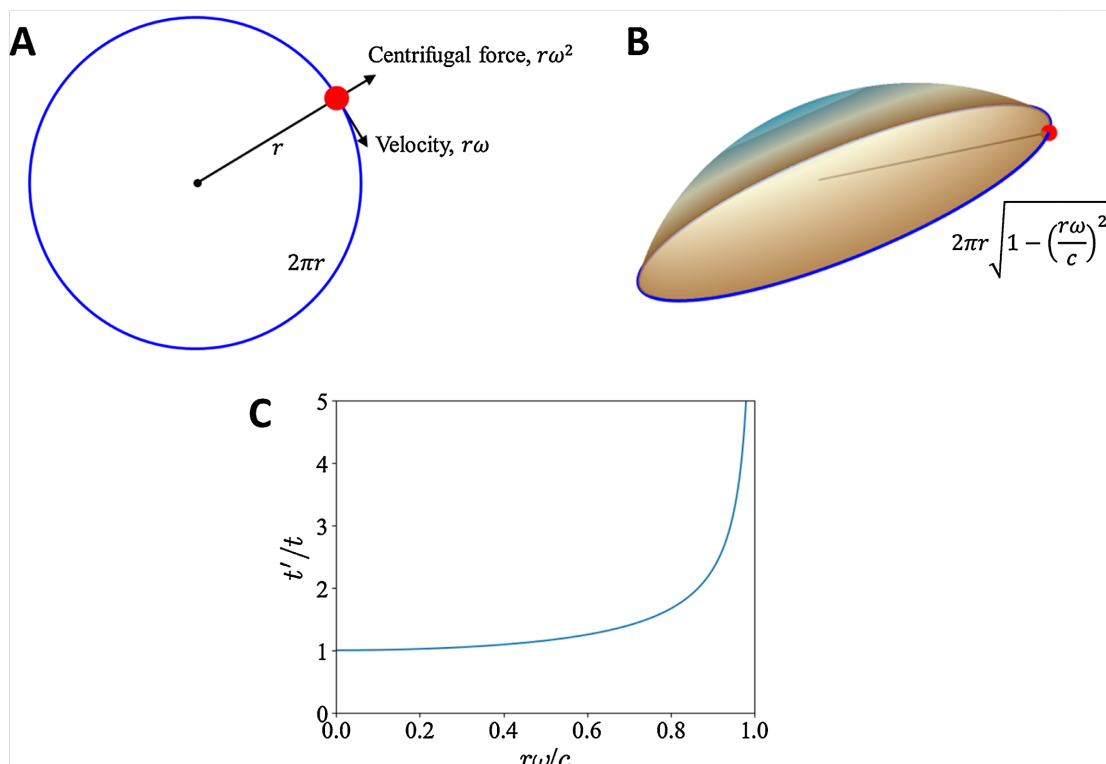 A
Centrifugal force, rω²
Velocity, rω
r
2πr
B
2πr√(1 − (rω/c)²)
C
5
4
3
2
1
0
t′/t
0.0 0.2 0.4 0.6 0.8 1.0
rω/c